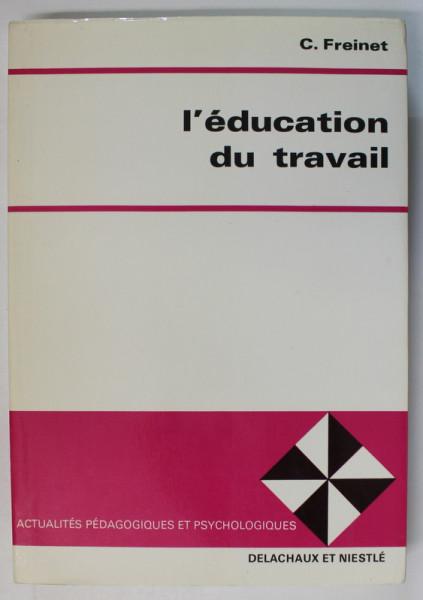 C. Freinet
l'éducation
du travail
ACTUALITÉS PÉDAGOGIQUES ET PSYCHOLOGIQUES
DELACHAUX ET NIESTLÉ